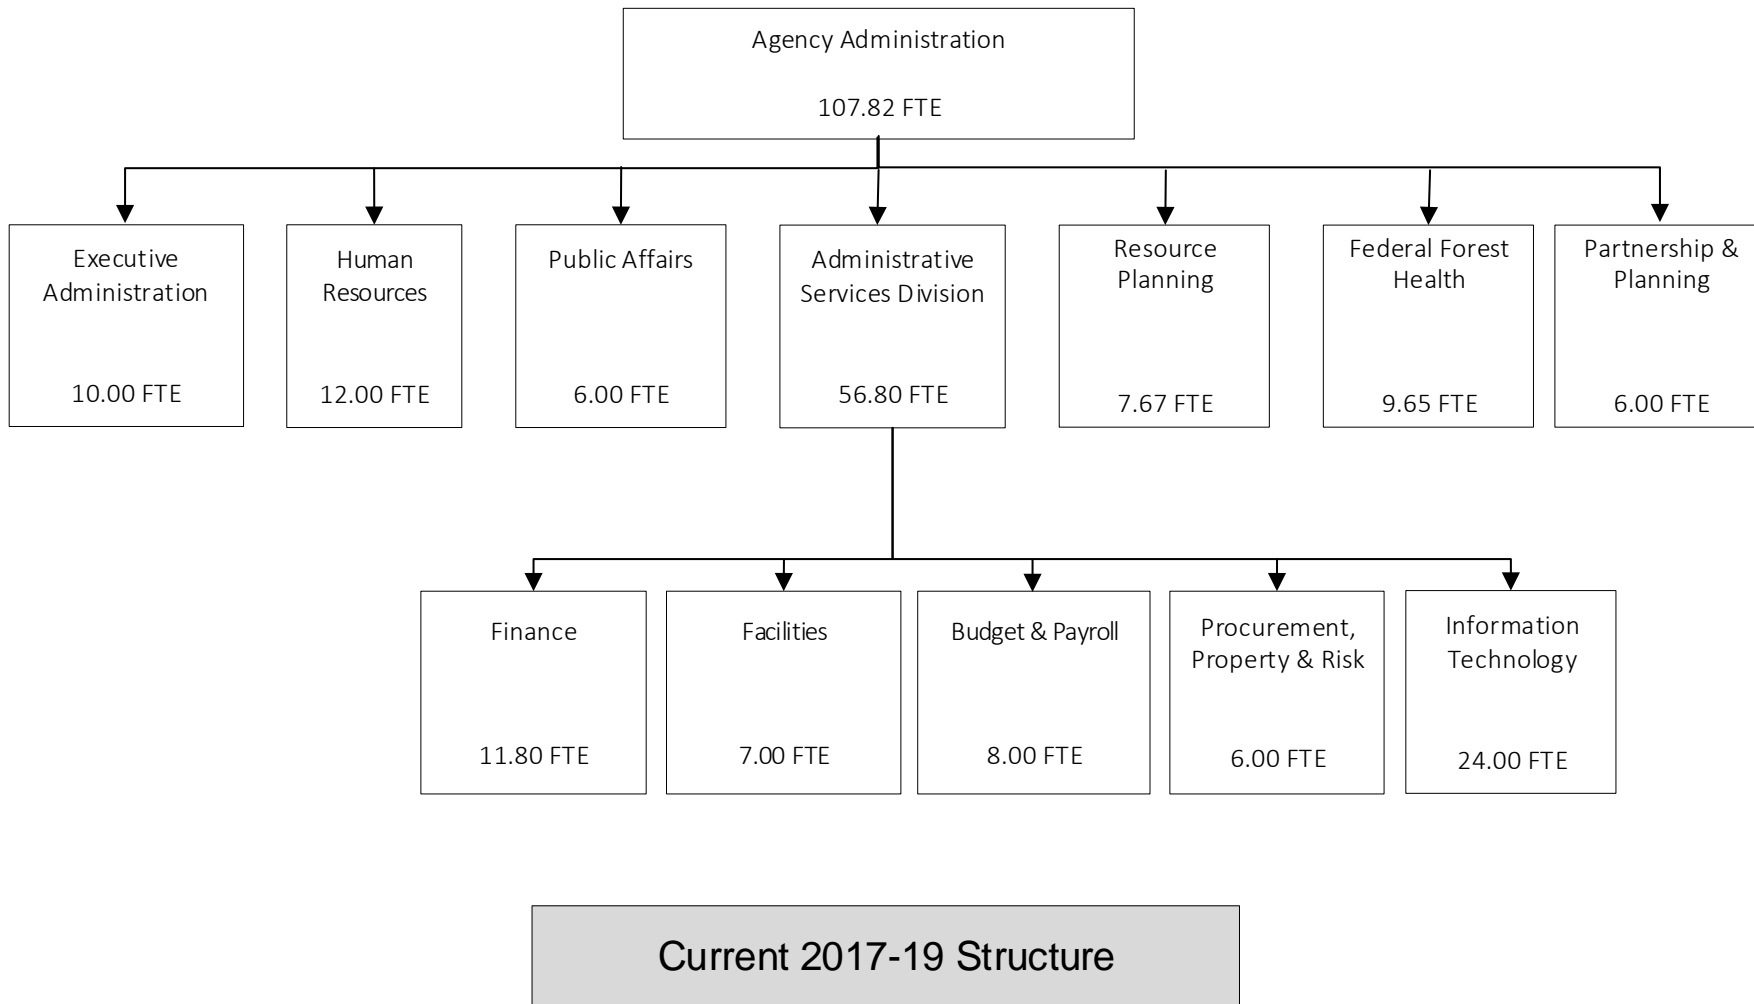 Agency Administration
107.82 FTE
Executive
Administration
10.00 FTE
Human
Resources
12.00 FTE
Public Affairs
6.00 FTE
Administrative
Services Division
56.80 FTE
Resource
Planning
7.67 FTE
Federal Forest
Health
9.65 FTE
Partnership &
Planning
6.00 FTE
Finance
11.80 FTE
Facilities
7.00 FTE
Budget & Payroll
8.00 FTE
Procurement,
Property & Risk
6.00 FTE
Information
Technology
24.00 FTE
Current 2017-19 Structure